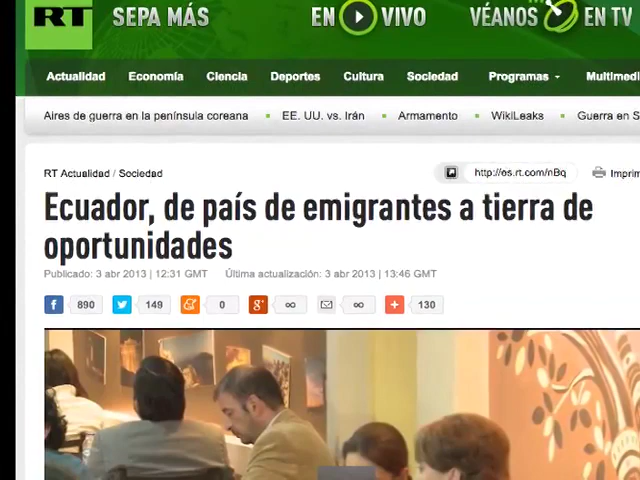 RT SEPA MÁS EN VIVO VÉANOS EN TV
Actualidad Economía Ciencia Deportes Cultura Sociedad Programas Multimedi
Aires de guerra en la península coreana EE. UU. vs. Irán Armamento WikiLeaks Guerra en S
RT Actualidad / Sociedad http://es.rt.com/nBq Imprim
Ecuador, de país de emigrantes a tierra de
oportunidades
Publicado: 3 abr 2013 | 12:31 GMT Última actualización: 3 abr 2013 | 13:46 GMT
f 890 149 0 g+ ∞ ∞ + 130